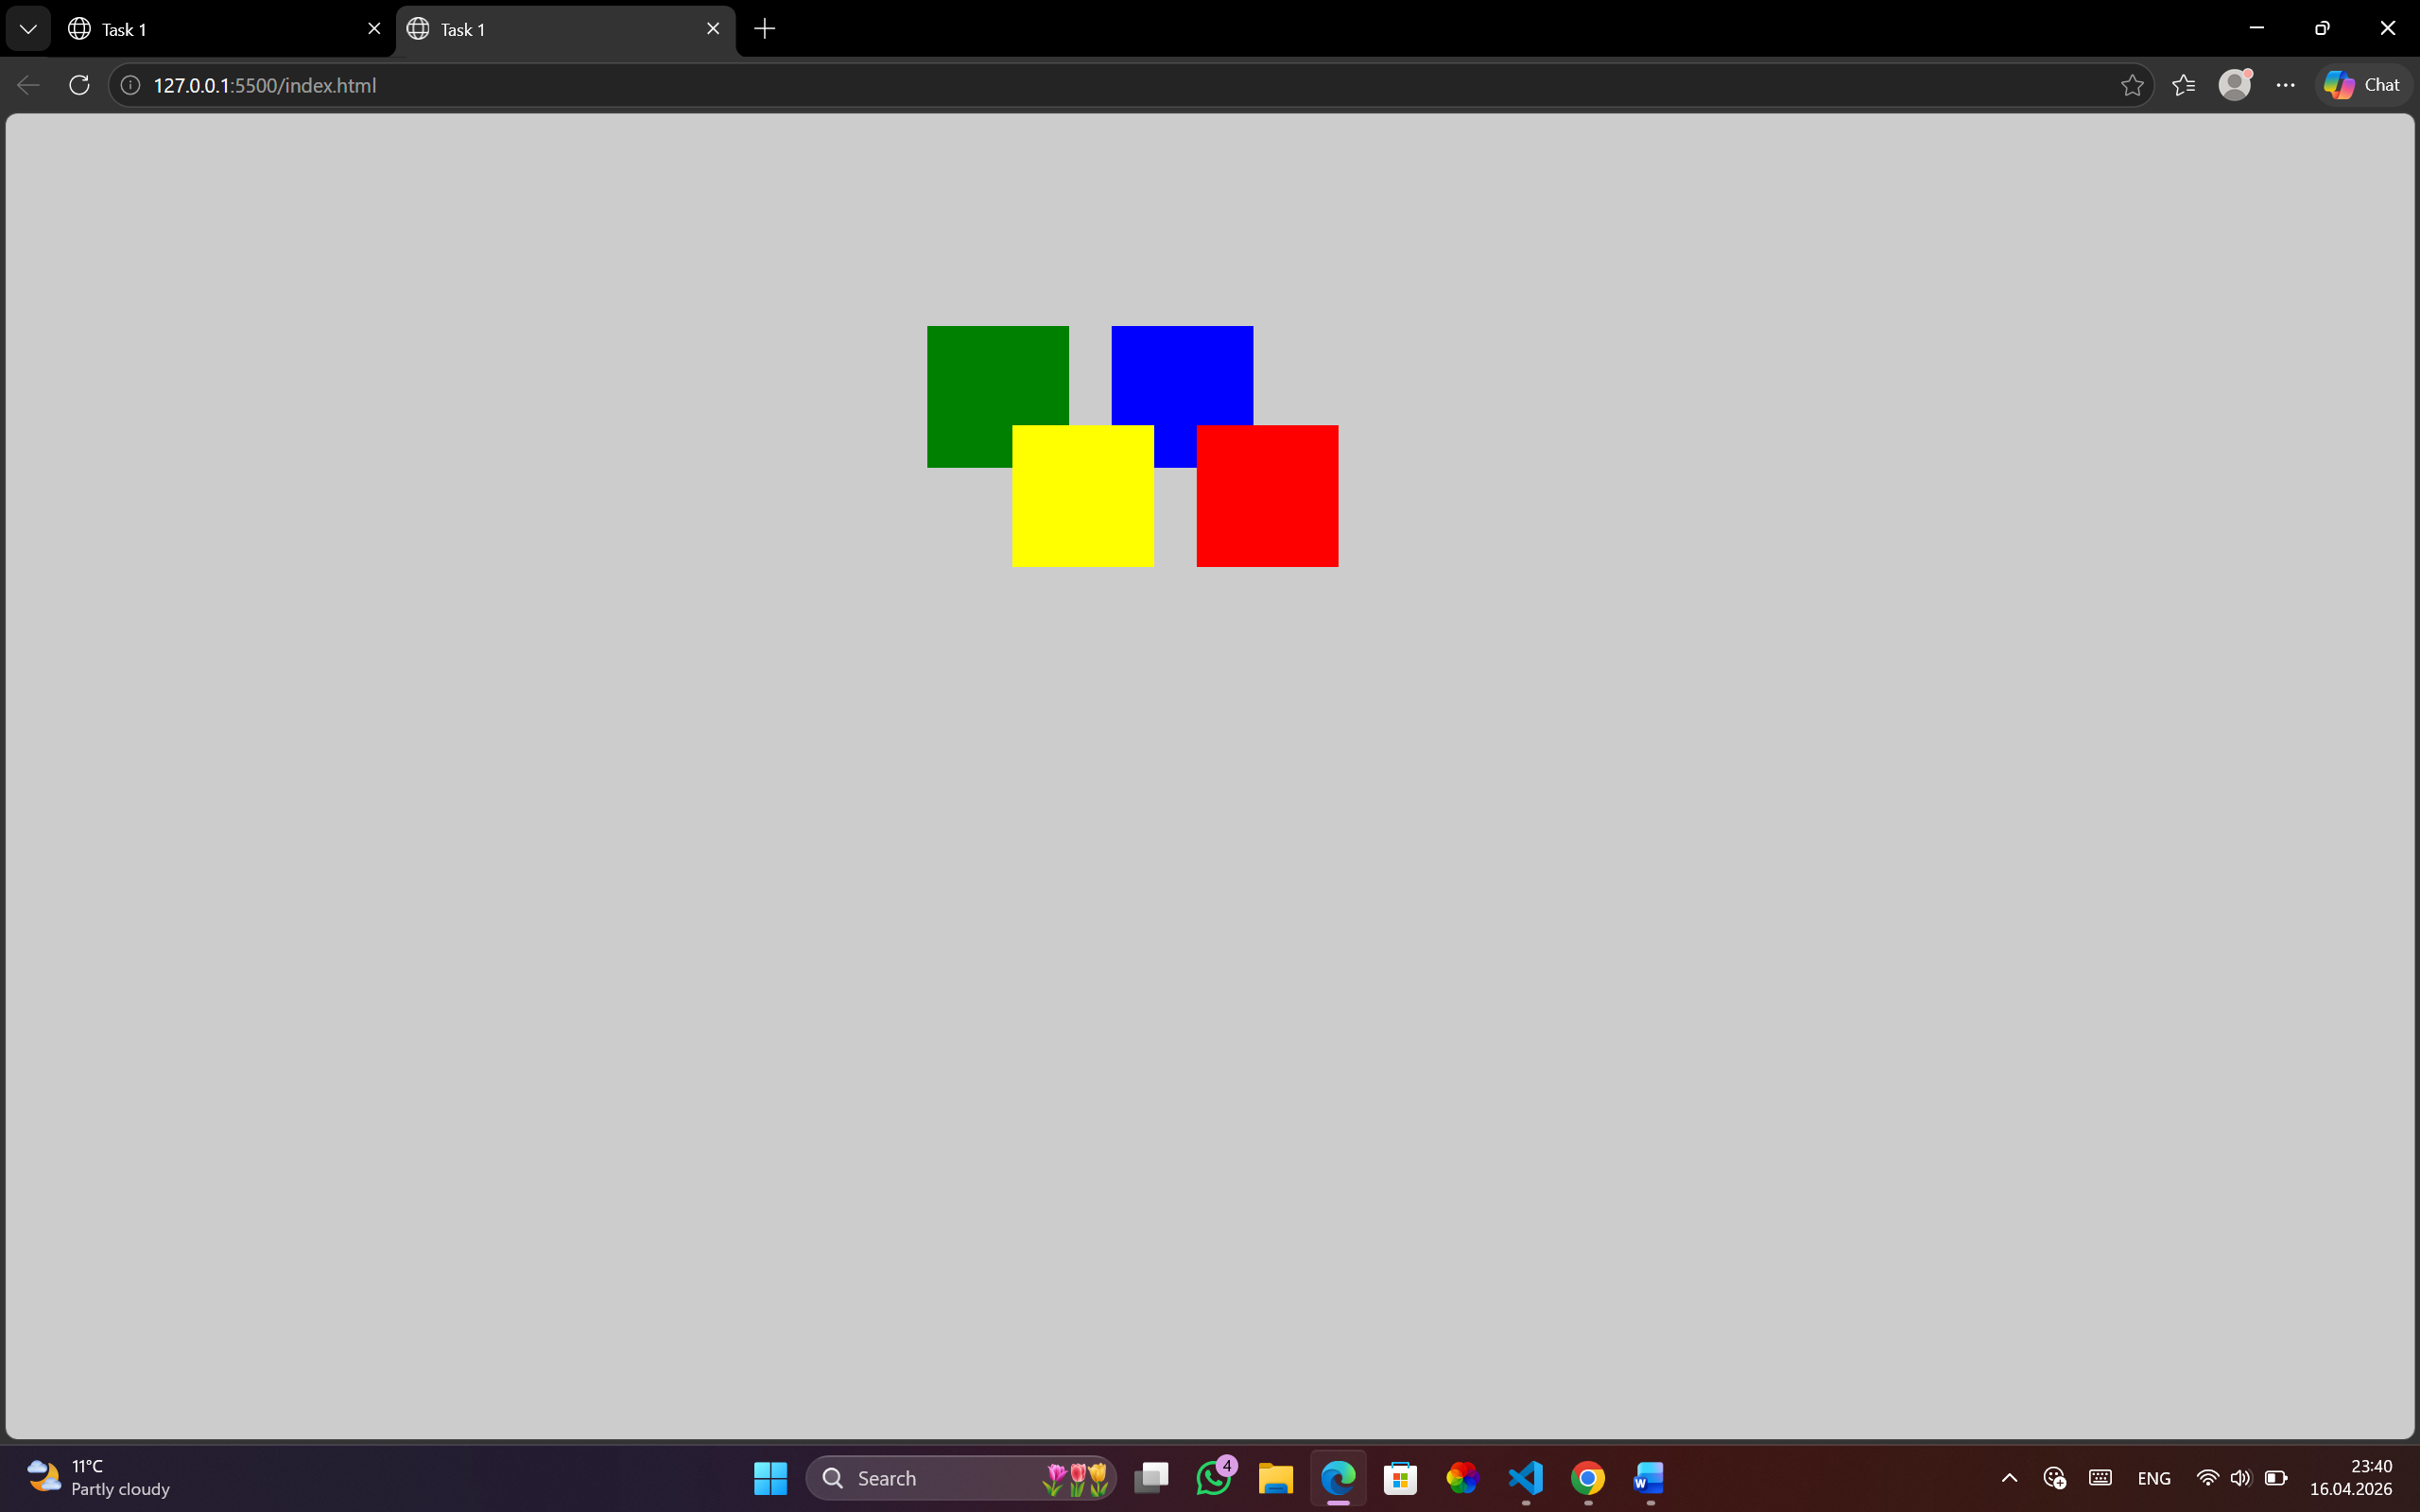 Task 1
Task 1
127.0.0.1:5500/index.html
Chat
11°C
Partly cloudy
Search
4
W
ENG
23:40
16.04.2026